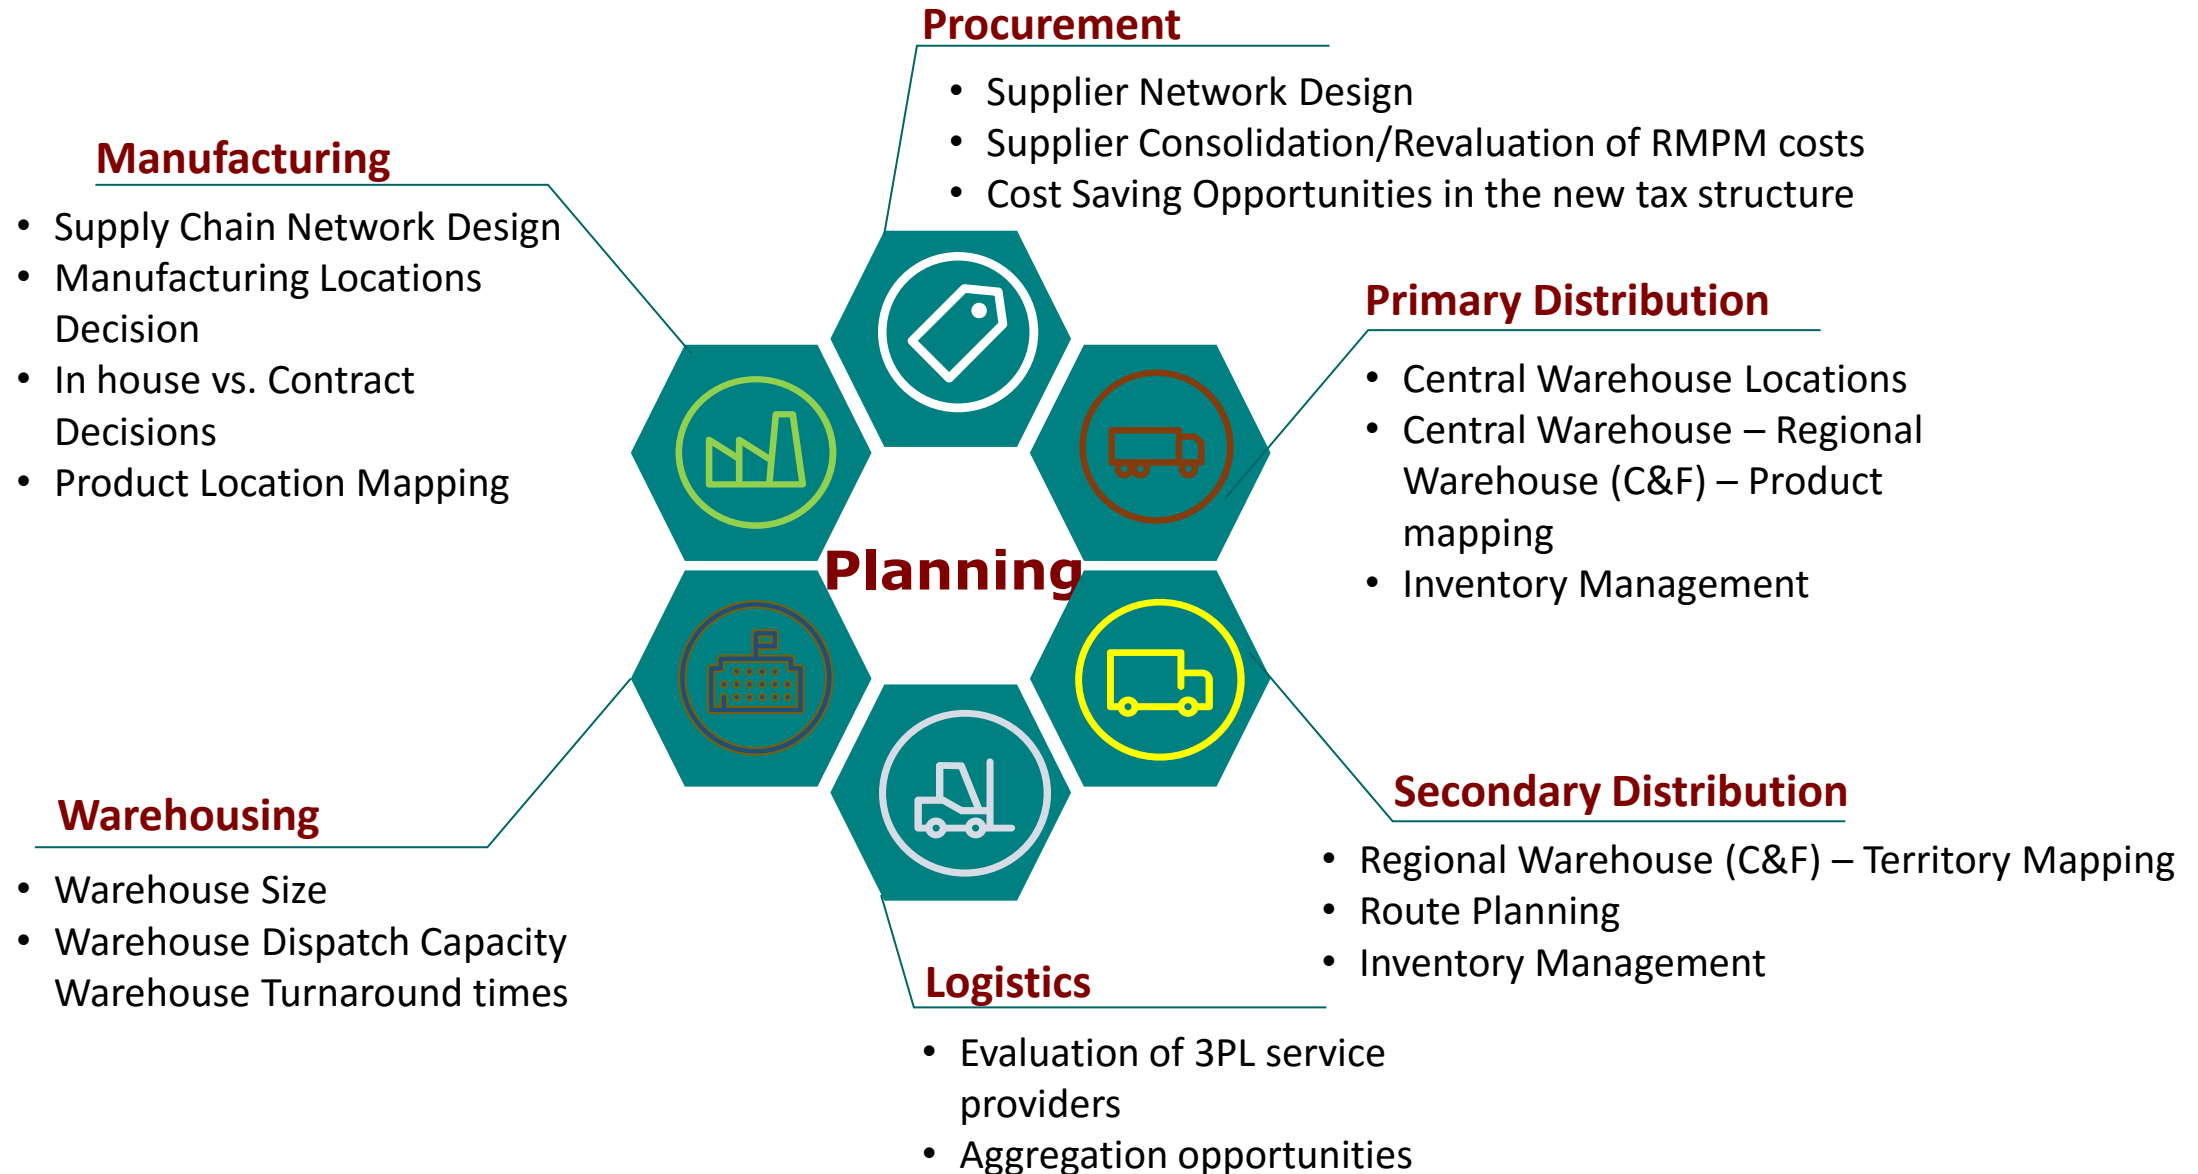 Procurement
• Supplier Network Design
• Supplier Consolidation/Revaluation of RMPM costs
• Cost Saving Opportunities in the new tax structure
Manufacturing
• Supply Chain Network Design
• Manufacturing Locations
Decision
• In house vs. Contract
Decisions
• Product Location Mapping
Primary Distribution
• Central Warehouse Locations
• Central Warehouse – Regional
Warehouse (C&F) – Product
mapping
• Inventory Management
Planning
Warehousing
• Warehouse Size
• Warehouse Dispatch Capacity
Warehouse Turnaround times
Secondary Distribution
• Regional Warehouse (C&F) – Territory Mapping
• Route Planning
• Inventory Management
Logistics
• Evaluation of 3PL service
providers
• Aggregation opportunities